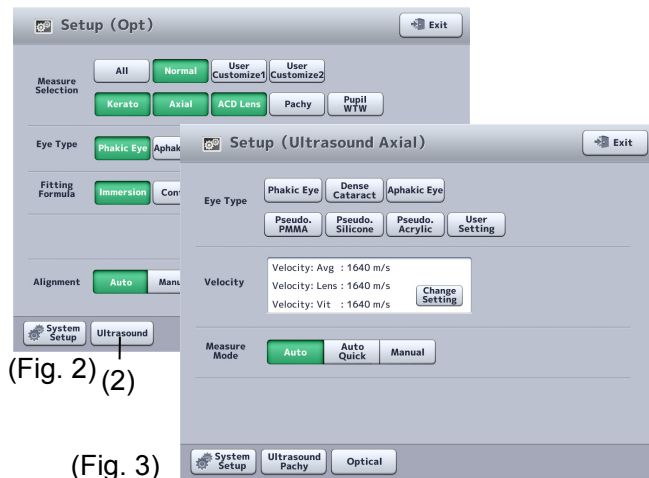 Setup (Opt)
Exit
Measure Selection
All
Normal
User Customize1
User Customize2
Kerato
Axial
ACD Lens
Pachy
Pupil WTW
Eye Type
Phakic Eye
Aphak
Fitting Formula
Immersion
Con
Alignment
Auto
Manu
System Setup
Ultrasound
(Fig. 2)
(2)
Setup (Ultrasound Axial)
Exit
Eye Type
Phakic Eye
Dense Cataract
Aphakic Eye
Pseudo. PMMA
Pseudo. Silicone
Pseudo. Acrylic
User Setting
Velocity
Velocity: Avg : 1640 m/s
Velocity: Lens : 1640 m/s
Velocity: Vit : 1640 m/s
Change Setting
Measure Mode
Auto
Auto Quick
Manual
System Setup
Ultrasound Pachy
Optical
(Fig. 3)